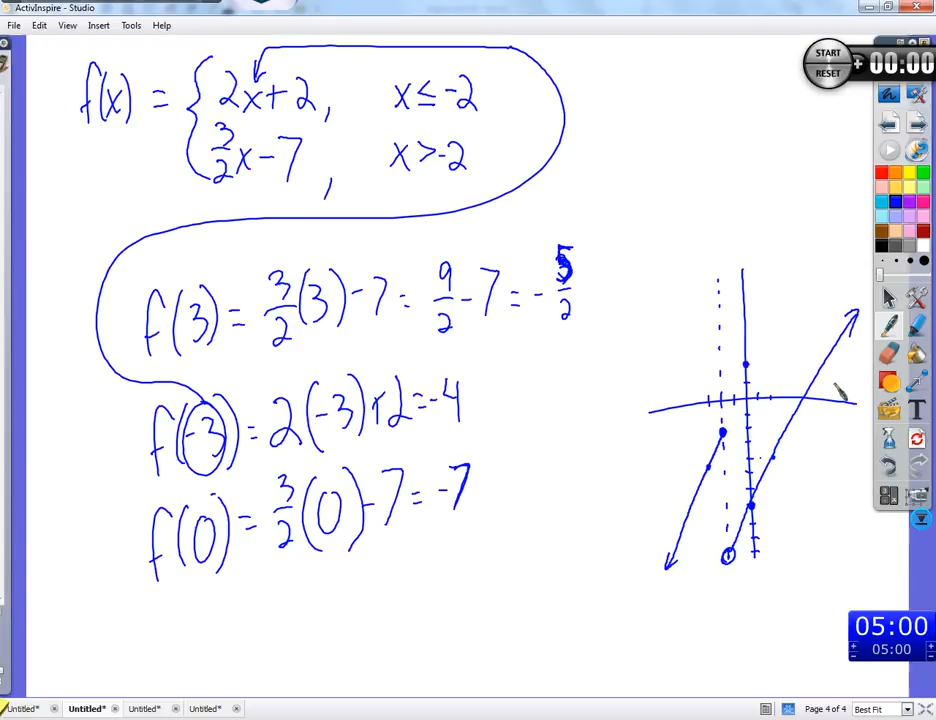 ActivInspire - Studio
File Edit View Insert Tools Help
START
RESET
+ 00:00
f(x) = { 2x+2, x ≤ -2
3/2x - 7, x > -2
f(3) = 3/2(3) - 7 = 9/2 - 7 = -5/2
f(-3) = 2(-3)+2 = -4
f(0) = 3/2(0) - 7 = -7
T
05:00
05:00
Untitled* Untitled* Untitled* Untitled* Page 4 of 4 Best Fit